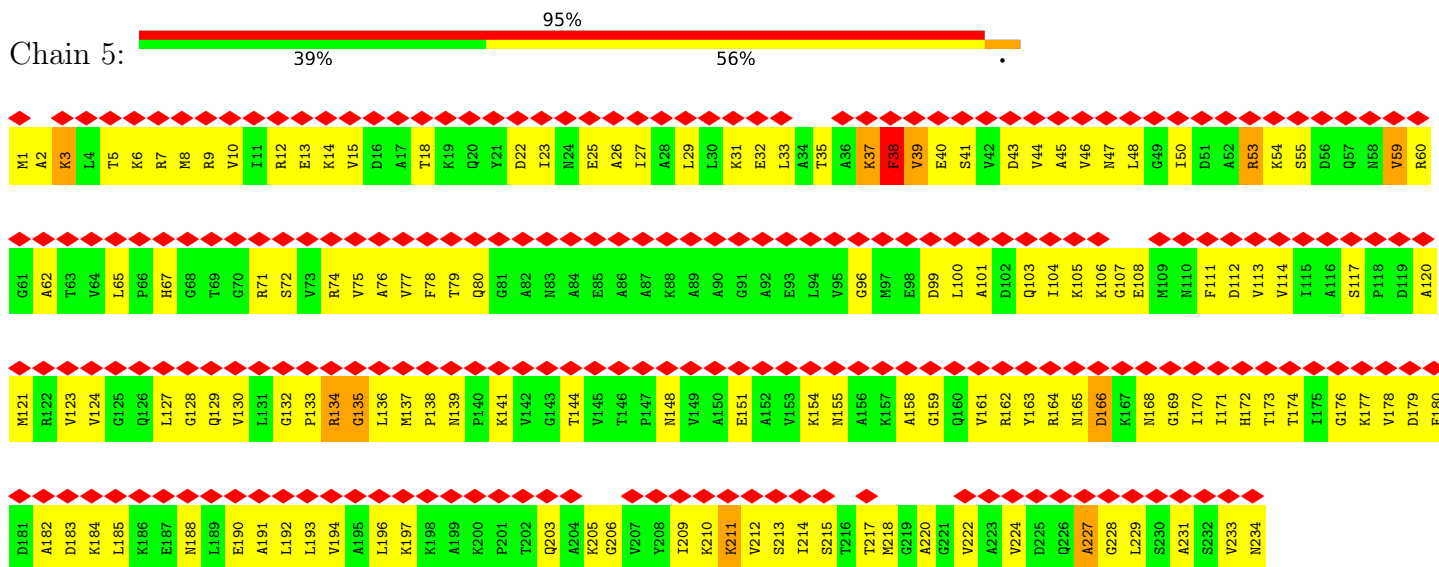 95%
Chain 5:
39% 56% •
M1 A2 K3 L4 T5 K6 R7 M8 R9 V10 I11 R12 E13 K14 V15 D16 A17 T18 K19 Q20 Y21 D22 I23 N24 E25 A26 I27 A28 L29 L30 K31 E32 L33 A34 T35 A36 K37 F38 V39 E40 S41 V42 D43 V44 A45 V46 N47 L48 G49 I50 D51 A52 R53 K54 S55 D56 Q57 N58 V59 R60
G61 A62 T63 V64 L65 P66 H67 G68 T69 G70 R71 S72 V73 R74 V75 A76 V77 F78 T79 Q80 G81 A82 N83 A84 E85 A86 A87 K88 A89 A90 G91 A92 E93 L94 V95 G96 M97 E98 D99 L100 A101 D102 Q103 I104 K105 K106 G107 E108 M109 N110 F111 D112 V113 V114 I115 A116 S117 P118 D119 A120
M121 R122 V123 V124 G125 Q126 L127 G128 Q129 V130 L131 G132 P133 R134 G135 L136 M137 P138 N139 P140 K141 V142 G143 T144 V145 T146 P147 N148 V149 A150 E151 A152 V153 K154 N155 A156 K157 A158 G159 Q160 V161 R162 Y163 R164 N165 D166 K167 N168 G169 I170 I171 H172 T173 T174 I175 G176 K177 V178 D179 F180
D181 A182 D183 K184 L185 K186 E187 N188 L189 E190 A191 L192 L193 V194 A195 L196 K197 K198 A199 K200 P201 T202 Q203 A204 K205 G206 V207 Y208 I209 K210 K211 V212 S213 I214 S215 T216 T217 M218 G219 A220 G221 V222 A223 V224 D225 Q226 A227 G228 L229 S230 A231 S232 V233 N234